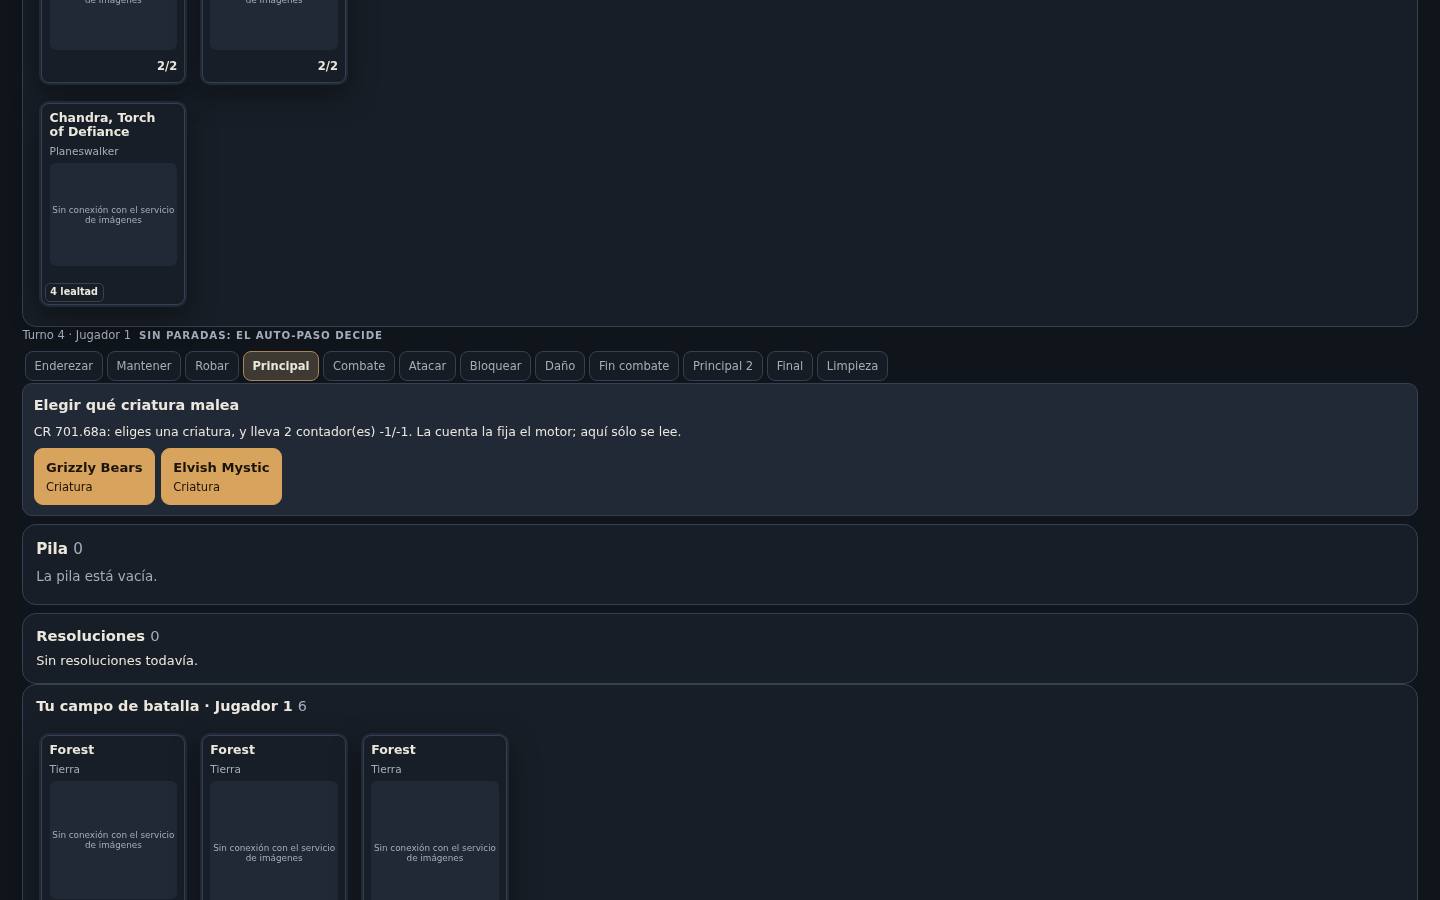 de imágenes
de imágenes
2/2
2/2
Chandra, Torch
of Defiance
Planeswalker
Sin conexión con el servicio
de imágenes
4 lealtad
Turno 4 · Jugador 1 SIN PARADAS: EL AUTO-PASO DECIDE
Enderezar Mantener Robar Principal Combate Atacar Bloquear Daño Fin combate Principal 2 Final Limpieza
Elegir qué criatura malea
CR 701.68a: eliges una criatura, y lleva 2 contador(es) -1/-1. La cuenta la fija el motor; aquí sólo se lee.
Grizzly Bears
Criatura
Elvish Mystic
Criatura
Pila 0
La pila está vacía.
Resoluciones 0
Sin resoluciones todavía.
Tu campo de batalla · Jugador 1 6
Forest
Tierra
Sin conexión con el servicio
de imágenes
Forest
Tierra
Sin conexión con el servicio
de imágenes
Forest
Tierra
Sin conexión con el servicio
de imágenes